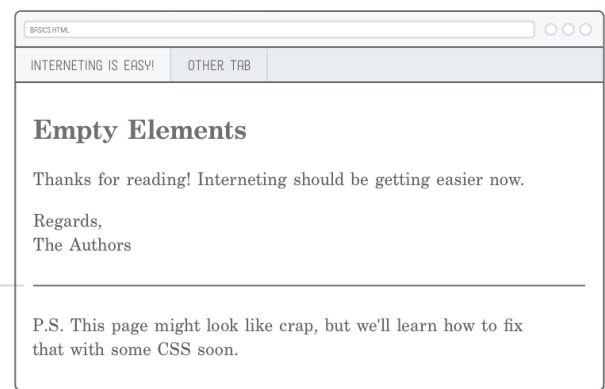 BASICS.HTML
INTERNETING IS EASY! OTHER TAB
Empty Elements
Thanks for reading! Interneting should be getting easier now.
Regards,
The Authors
P.S. This page might look like crap, but we'll learn how to fix
that with some CSS soon.